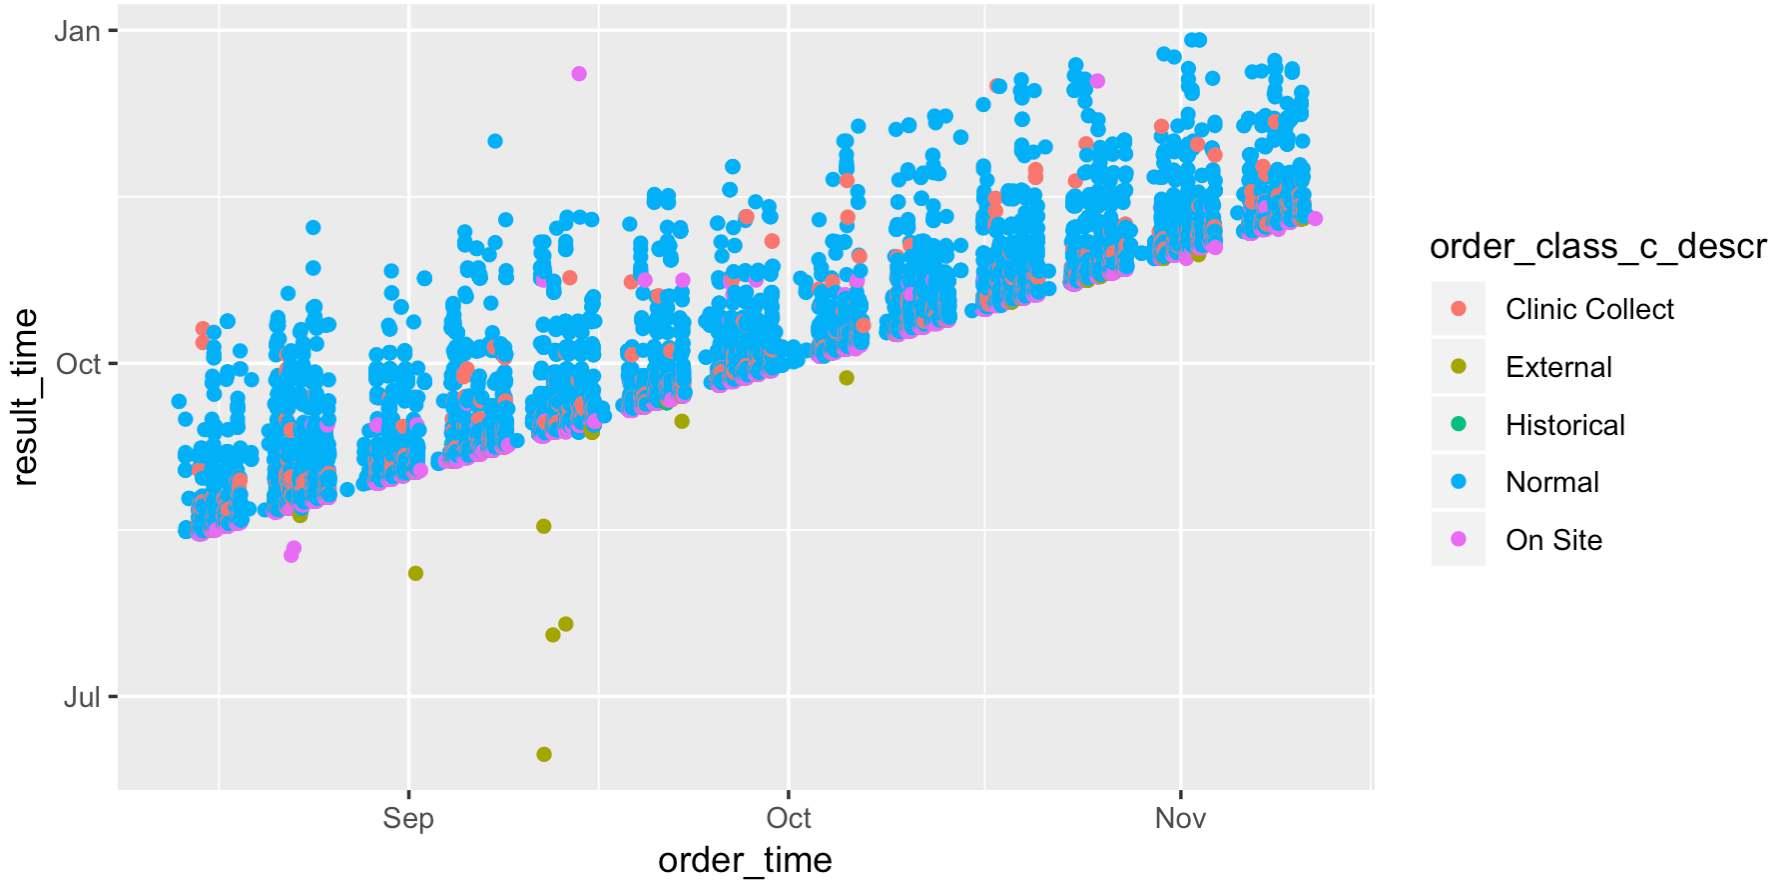 Jan
Oct
Jul
result_time
Sep
Oct
Nov
order_time
order_class_c_descr
Clinic Collect
External
Historical
Normal
On Site